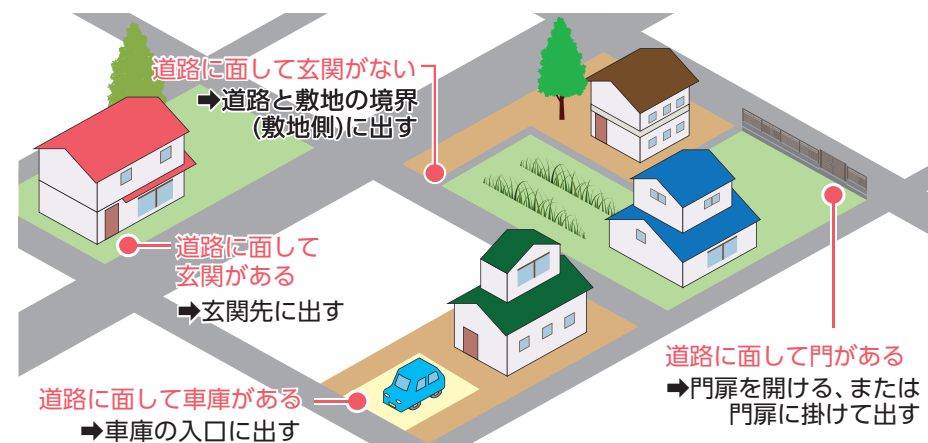 道路に面して玄関がない
➡道路と敷地の境界
(敷地側)に出す
道路に面して
玄関がある
➡玄関先に出す
道路に面して車庫がある
➡車庫の入口に出す
道路に面して門がある
➡門扉を開ける、または
門扉に掛けて出す